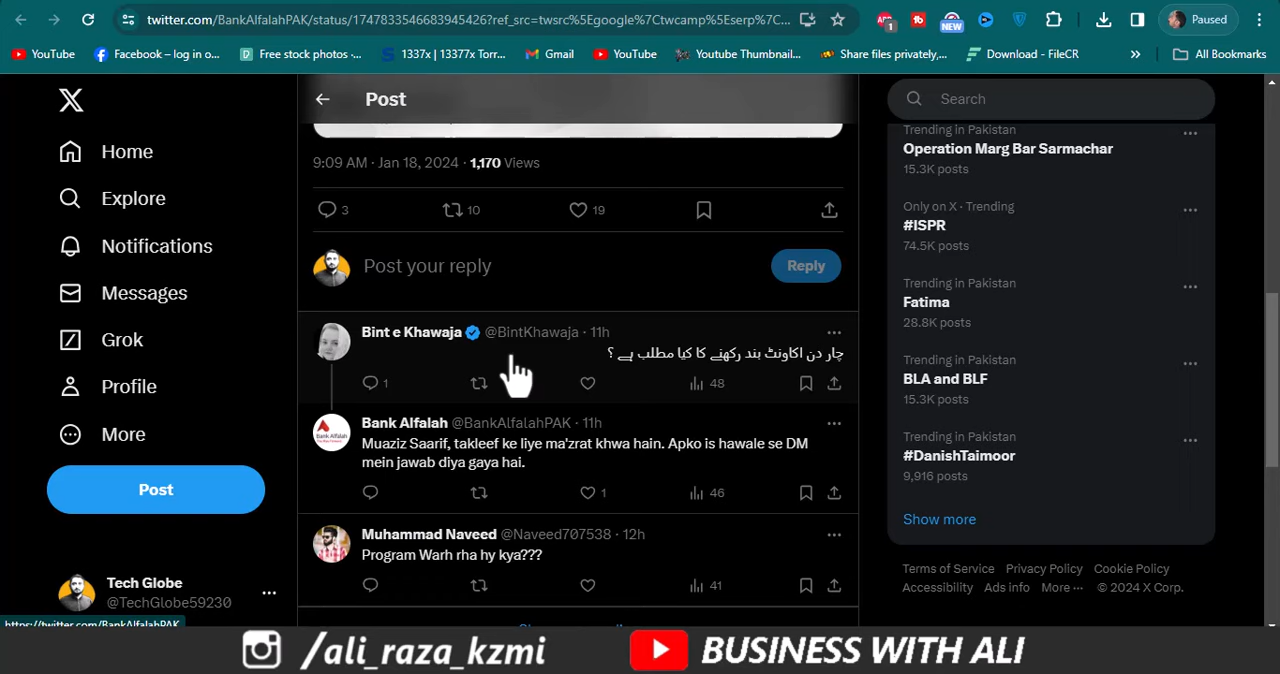 twitter.com/BankAlfalahPAK/status/1747833546683945426?ref_src=twsrc%5Egoogle%7Ctwcamp%5Eserp%7C...
1
NEW
Paused
YouTube
Facebook – log in o...
Free stock photos -...
1337x | 13377x Torr...
Gmail
YouTube
Youtube Thumbnail...
Share files privately,...
Download - FileCR
»
All Bookmarks
Home
Explore
Notifications
Messages
Grok
Profile
More
Post
Tech Globe
@TechGlobe59230
https://twitter.com/BankAlfalahPAK
Post
9:09 AM · Jan 18, 2024 · 1,170 Views
3
10
19
Post your reply
Reply
Bint e Khawaja @BintKhawaja · 11h
چار دن اکاونٹ بند رکھنے کا کیا مطلب ہے ؟
1
48
Bank Alfalah
Bank Alfalah @BankAlfalahPAK · 11h
Muaziz Saarif, takleef ke liye ma'zrat khwa hain. Apko is hawale se DM
mein jawab diya gaya hai.
1
46
Muhammad Naveed @Naveed707538 · 12h
Program Warh rha hy kya???
41
Search
Trending in Pakistan
Operation Marg Bar Sarmachar
15.3K posts
Only on X · Trending
#ISPR
74.5K posts
Trending in Pakistan
Fatima
28.8K posts
Trending in Pakistan
BLA and BLF
15.3K posts
Trending in Pakistan
#DanishTaimoor
9,916 posts
Show more
Terms of Service Privacy Policy Cookie Policy
Accessibility Ads info More ··· © 2024 X Corp.
/ali_raza_kzmi
BUSINESS WITH ALI